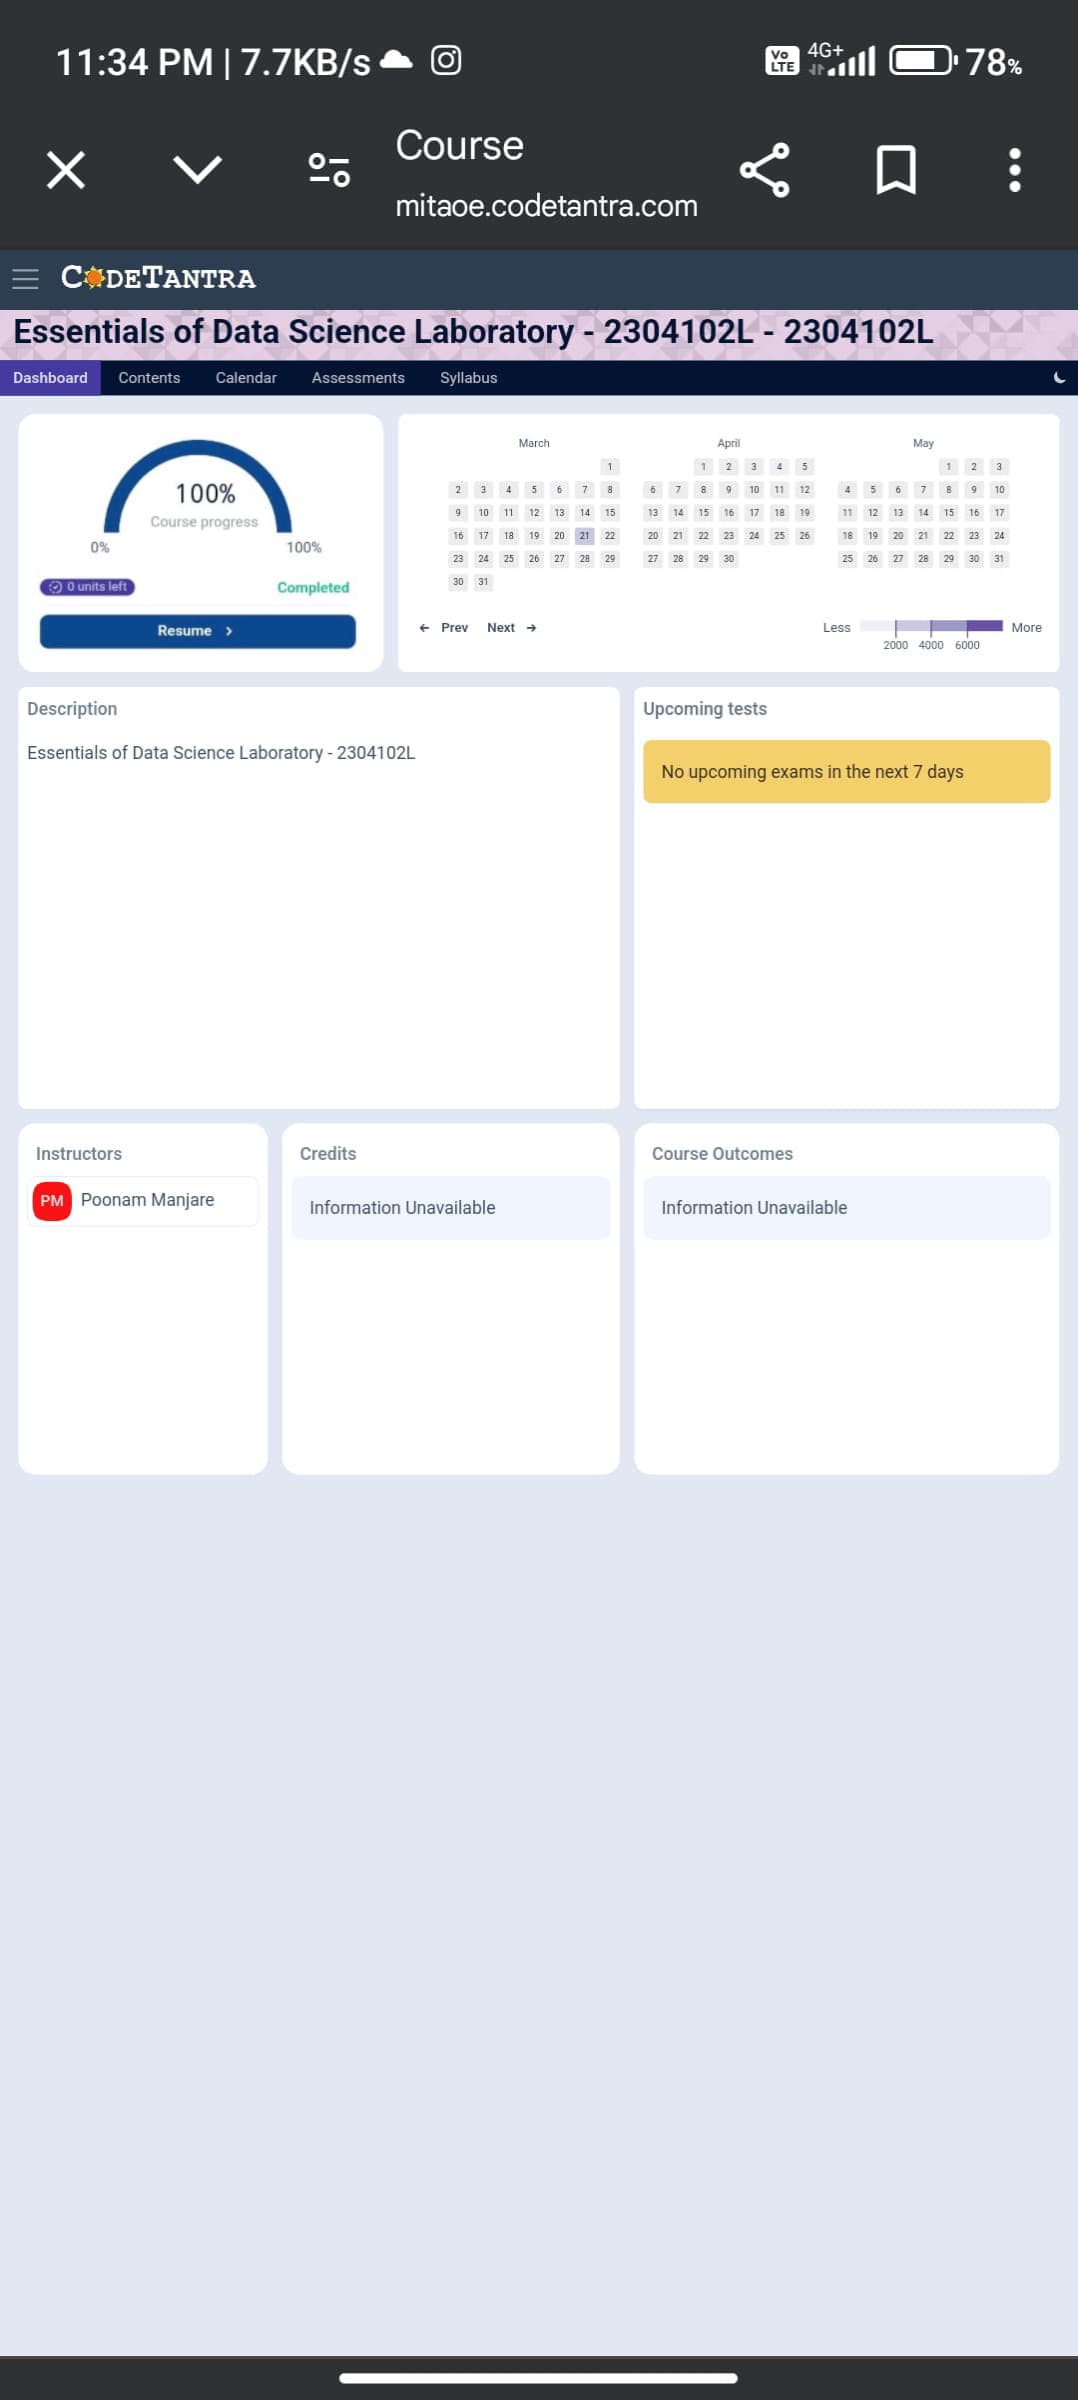 11:34 PM | 7.7KB/s
Vo LTE 4G+ 78%
Course
mitaoe.codetantra.com
CODETANTRA
Essentials of Data Science Laboratory - 2304102L - 2304102L
Dashboard Contents Calendar Assessments Syllabus
100%
Course progress
0% 100%
0 units left Completed
Resume >
March April May
1 1 2 3 4 5 1 2 3
2 3 4 5 6 7 8 6 7 8 9 10 11 12 4 5 6 7 8 9 10
9 10 11 12 13 14 15 13 14 15 16 17 18 19 11 12 13 14 15 16 17
16 17 18 19 20 21 22 20 21 22 23 24 25 26 18 19 20 21 22 23 24
23 24 25 26 27 28 29 27 28 29 30 25 26 27 28 29 30 31
30 31
← Prev Next → Less More
2000 4000 6000
Description
Essentials of Data Science Laboratory - 2304102L
Upcoming tests
No upcoming exams in the next 7 days
Instructors
PM Poonam Manjare
Credits
Information Unavailable
Course Outcomes
Information Unavailable